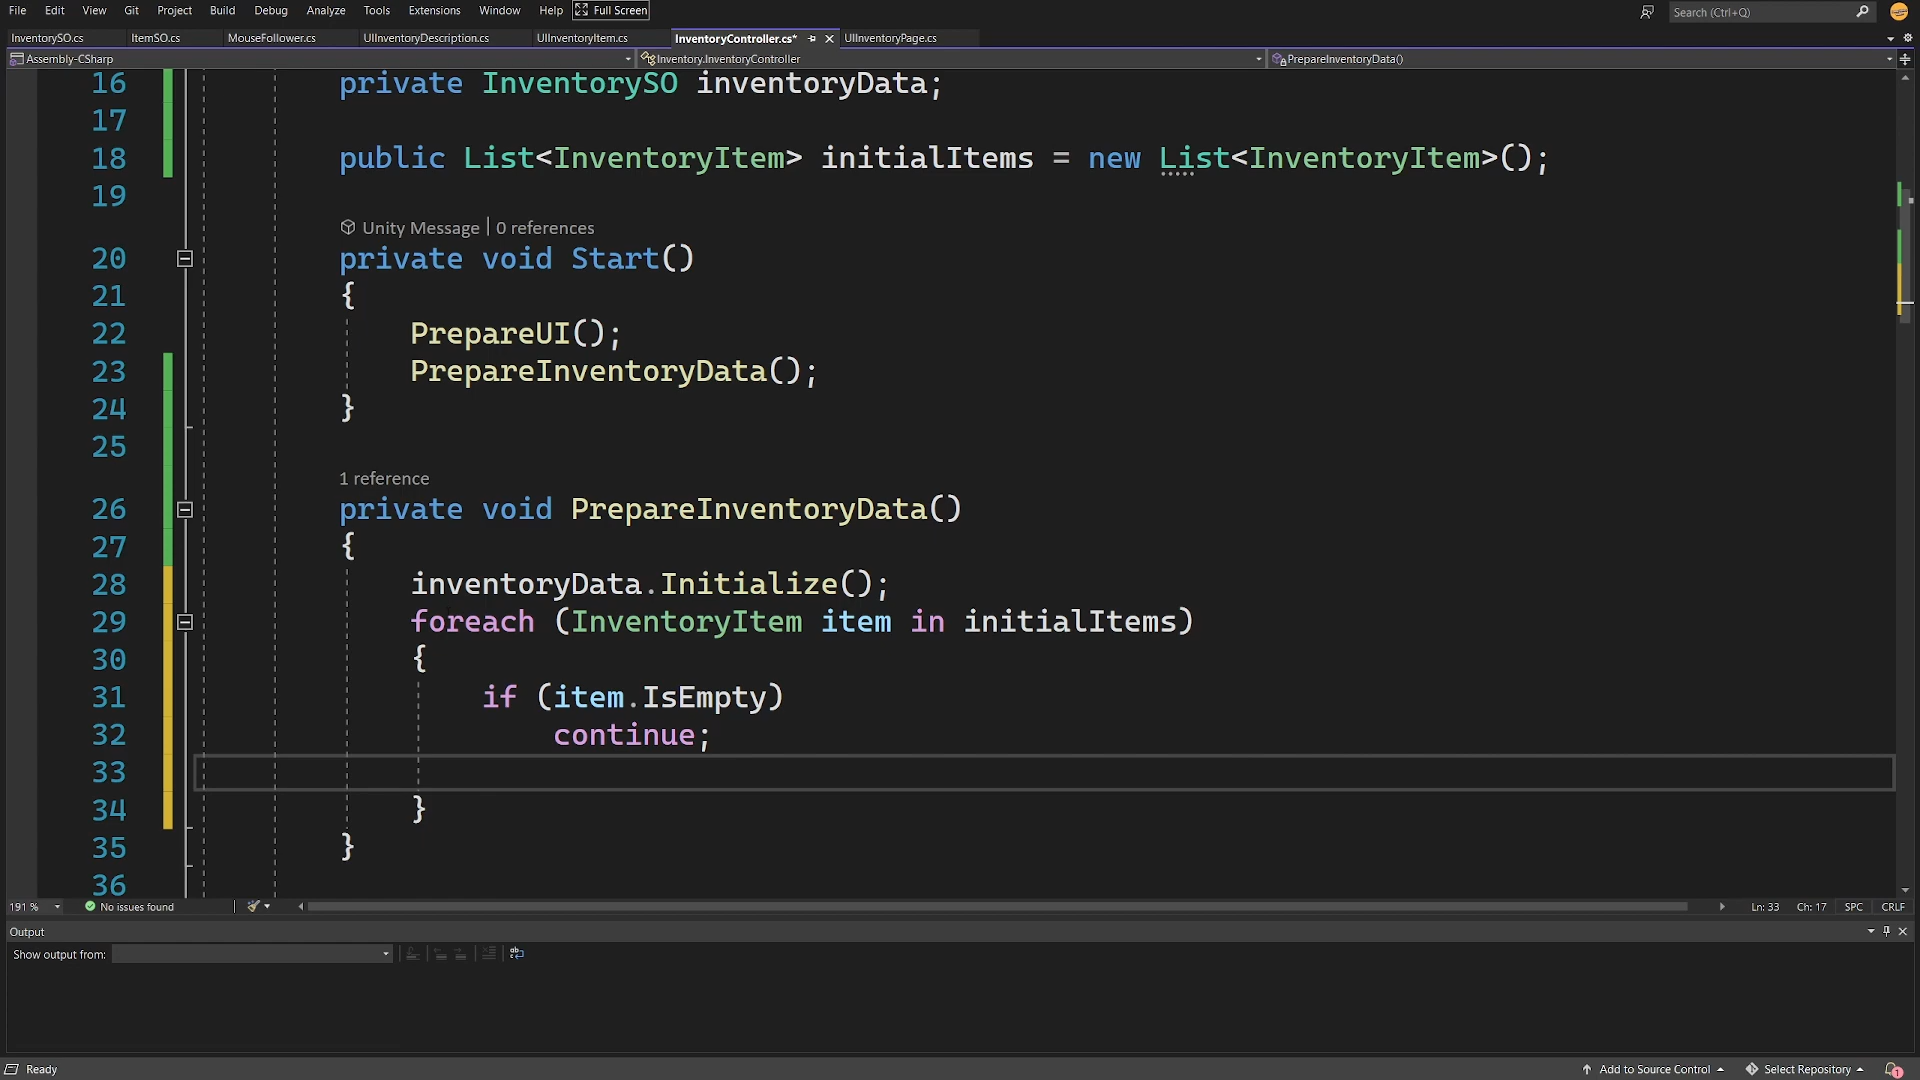 File Edit View Git Project Build Debug Analyze Tools Extensions Window Help Full Screen Search (Ctrl+Q)
InventorySO.cs ItemSO.cs MouseFollower.cs UIInventoryDescription.cs UIInventoryItem.cs InventoryController.cs* UIInventoryPage.cs
Assembly-CSharp Inventory.InventoryController PrepareInventoryData()
16 private InventorySO inventoryData;
17
18 public List<InventoryItem> initialItems = new List<InventoryItem>();
19
Unity Message | 0 references
20 private void Start()
21 {
22 PrepareUI();
23 PrepareInventoryData();
24 }
25
1 reference
26 private void PrepareInventoryData()
27 {
28 inventoryData.Initialize();
29 foreach (InventoryItem item in initialItems)
30 {
31 if (item.IsEmpty)
32 continue;
33
34 }
35 }
36
191 % No issues found Ln: 33 Ch: 17 SPC CRLF
Output
Show output from:
Ready Add to Source Control Select Repository 1